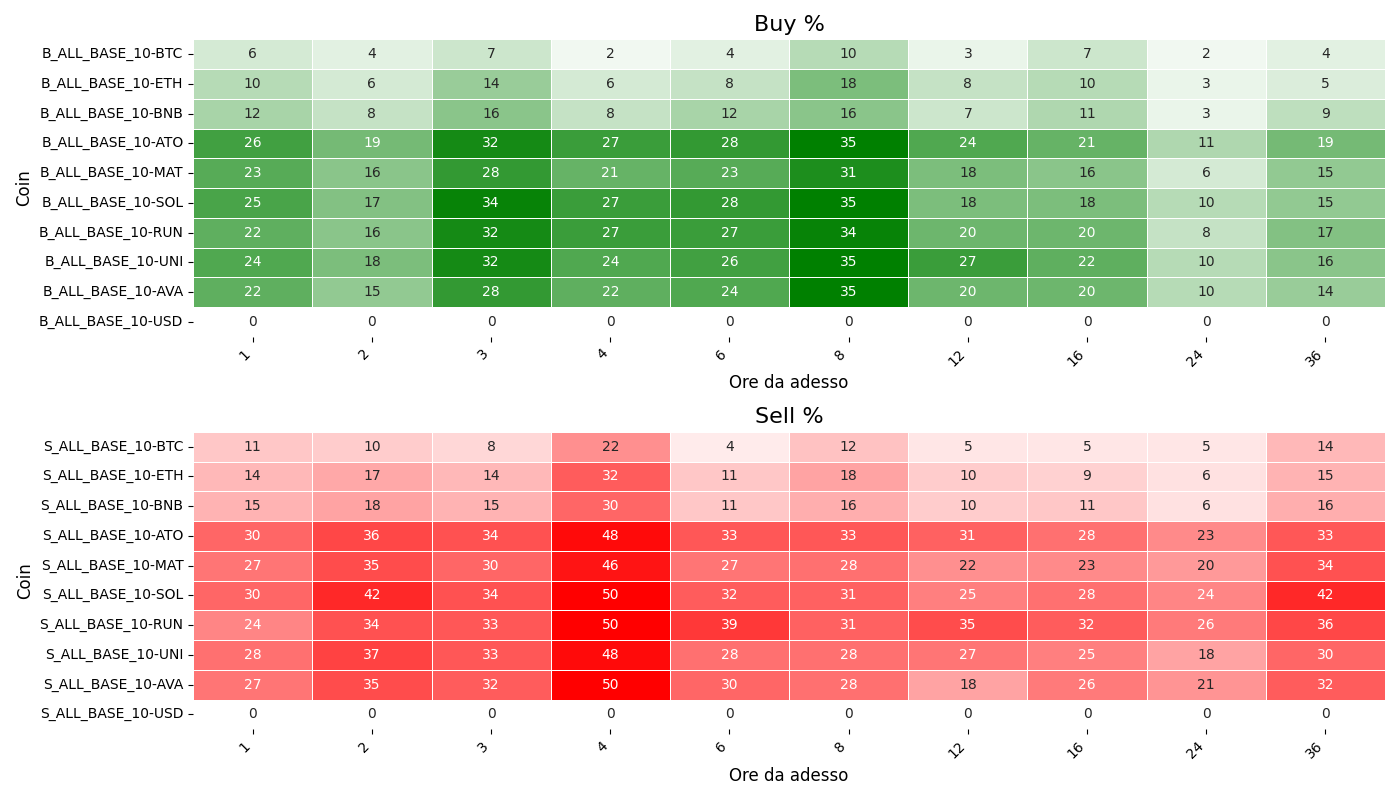 Buy %
Coin
B_ALL_BASE_10-BTC 6 4 7 2 4 10 3 7 2 4
B_ALL_BASE_10-ETH 10 6 14 6 8 18 8 10 3 5
B_ALL_BASE_10-BNB 12 8 16 8 12 16 7 11 3 9
B_ALL_BASE_10-ATO 26 19 32 27 28 35 24 21 11 19
B_ALL_BASE_10-MAT 23 16 28 21 23 31 18 16 6 15
B_ALL_BASE_10-SOL 25 17 34 27 28 35 18 18 10 15
B_ALL_BASE_10-RUN 22 16 32 27 27 34 20 20 8 17
B_ALL_BASE_10-UNI 24 18 32 24 26 35 27 22 10 16
B_ALL_BASE_10-AVA 22 15 28 22 24 35 20 20 10 14
B_ALL_BASE_10-USD 0 0 0 0 0 0 0 0 0 0
1 2 3 4 6 8 12 16 24 36
Ore da adesso
Sell %
Coin
S_ALL_BASE_10-BTC 11 10 8 22 4 12 5 5 5 14
S_ALL_BASE_10-ETH 14 17 14 32 11 18 10 9 6 15
S_ALL_BASE_10-BNB 15 18 15 30 11 16 10 11 6 16
S_ALL_BASE_10-ATO 30 36 34 48 33 33 31 28 23 33
S_ALL_BASE_10-MAT 27 35 30 46 27 28 22 23 20 34
S_ALL_BASE_10-SOL 30 42 34 50 32 31 25 28 24 42
S_ALL_BASE_10-RUN 24 34 33 50 39 31 35 32 26 36
S_ALL_BASE_10-UNI 28 37 33 48 28 28 27 25 18 30
S_ALL_BASE_10-AVA 27 35 32 50 30 28 18 26 21 32
S_ALL_BASE_10-USD 0 0 0 0 0 0 0 0 0 0
1 2 3 4 6 8 12 16 24 36
Ore da adesso